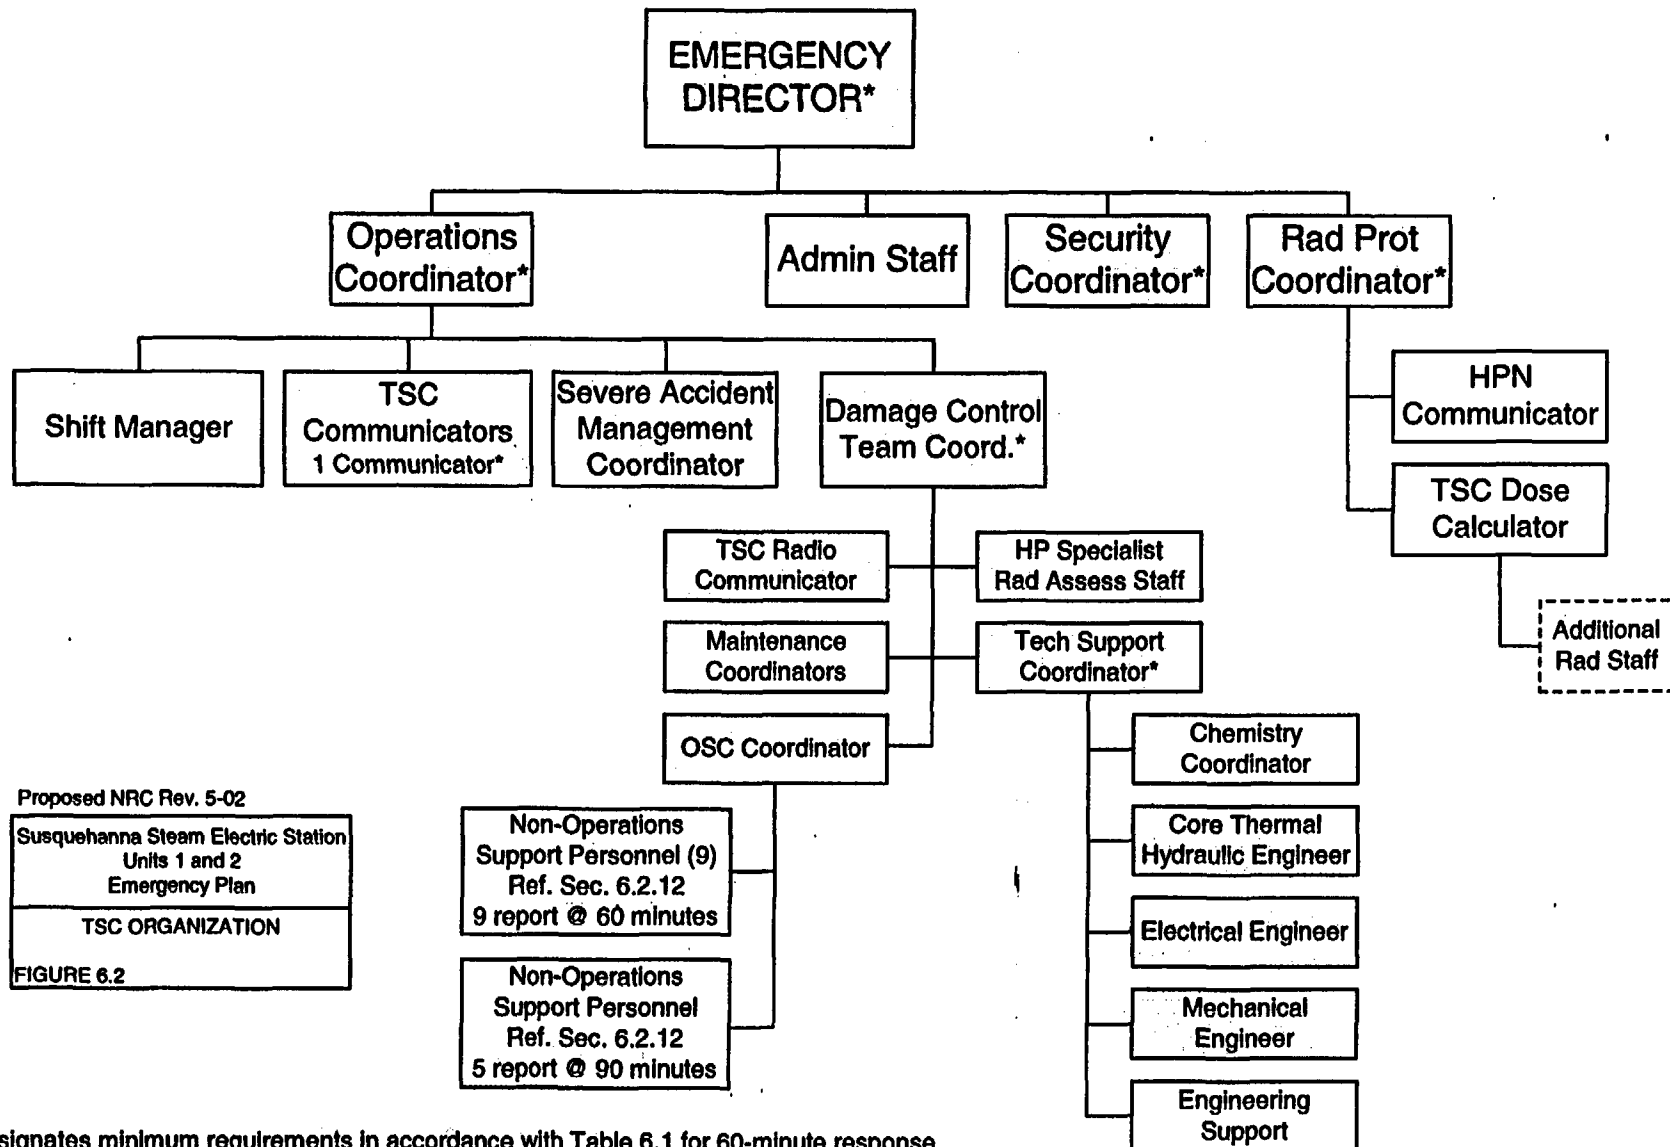 EMERGENCY
DIRECTOR*
Operations
Coordinator*
Admin Staff
Security
Coordinator*
Rad Prot
Coordinator*
Shift Manager
TSC
Communicators
1 Communicator*
Severe Accident
Management
Coordinator
Damage Control
Team Coord.*
HPN
Communicator
TSC Dose
Calculator
Additional
Rad Staff
TSC Radio
Communicator
HP Specialist
Rad Assess Staff
Maintenance
Coordinators
Tech Support
Coordinator*
OSC Coordinator
Chemistry
Coordinator
Core Thermal
Hydraulic Engineer
Electrical Engineer
Mechanical
Engineer
Engineering
Support
Non-Operations
Support Personnel (9)
Ref. Sec. 6.2.12
9 report @ 60 minutes
Non-Operations
Support Personnel
Ref. Sec. 6.2.12
5 report @ 90 minutes
Proposed NRC Rev. 5-02
Susquehanna Steam Electric Station
Units 1 and 2
Emergency Plan
TSC ORGANIZATION
FIGURE 6.2
signates minimum requirements in accordance with Table 6.1 for 60-minute response